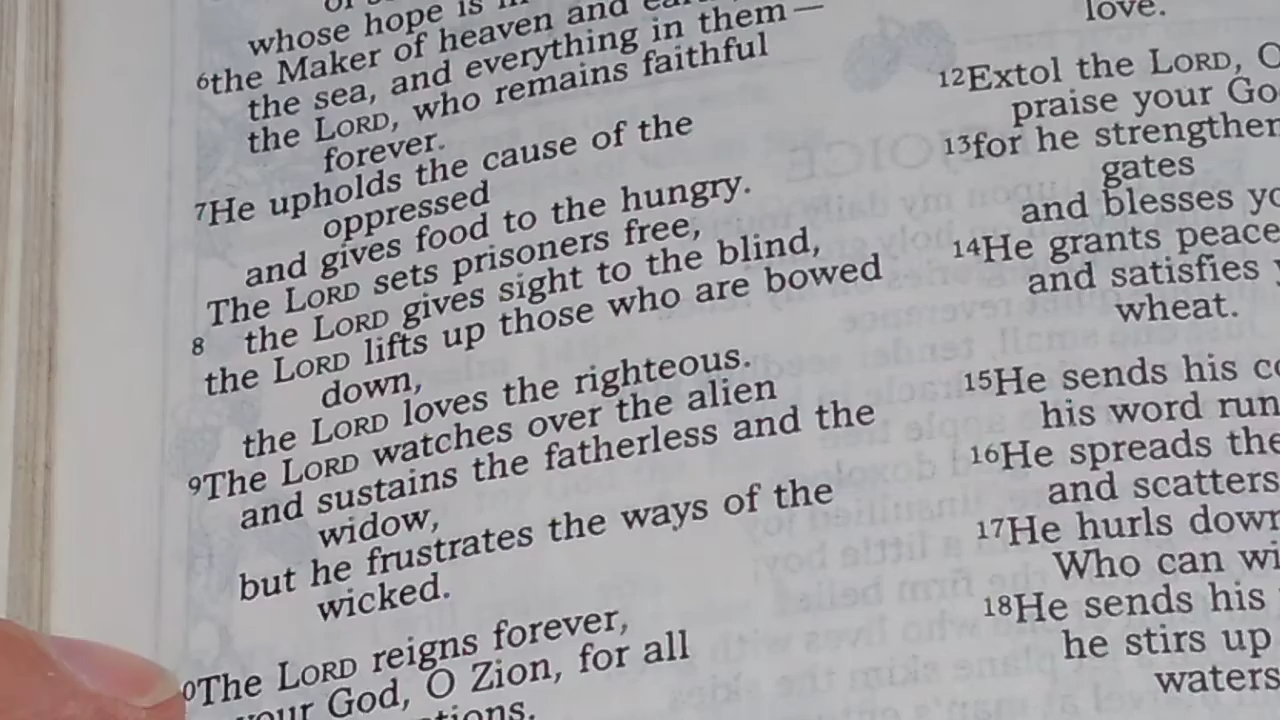 whose hope is
6the Maker of heaven and
the sea, and everything in them—
the LORD, who remains faithful
forever.
7He upholds the cause of the
oppressed
and gives food to the hungry.
The LORD sets prisoners free,
8 the LORD gives sight to the blind,
the LORD lifts up those who are bowed
down,
the LORD loves the righteous.
9The LORD watches over the alien
and sustains the fatherless and the
widow,
but he frustrates the ways of the
wicked.
0The LORD reigns forever,
your God, O Zion, for all
love.
12Extol the LORD, O
praise your Go
13for he strengthen
gates
and blesses yo
14He grants peace
and satisfies
wheat.
15He sends his co
his word run
16He spreads the
and scatters
17He hurls down
Who can wi
18He sends his
he stirs up
waters